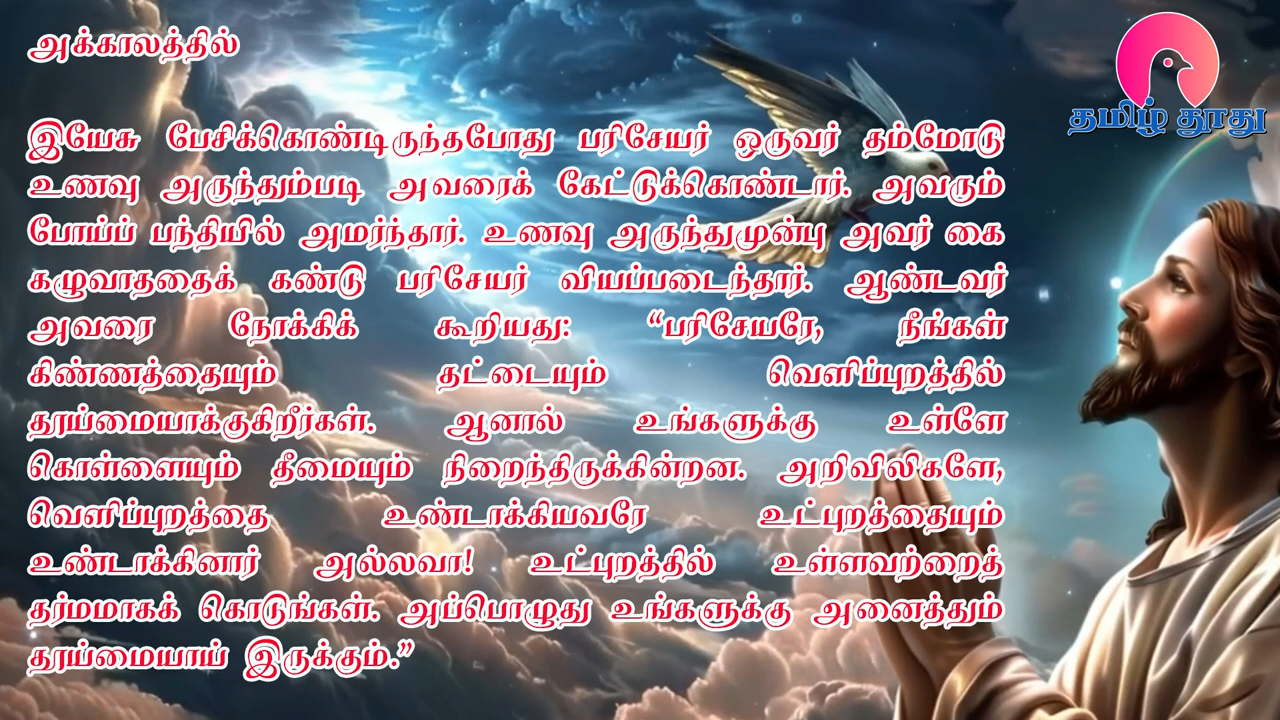 அக்காலத்தில்
தமிழ் தூது
இயேசு பேசிக்கொண்டிருந்தபோது பரிசேயர் ஒருவர் தம்மோடு
உணவு அருந்தும்படி அவரைக் கேட்டுக்கொண்டார். அவரும்
போய்ப் பந்தியில் அமர்ந்தார். உணவு அருந்துமுன்பு அவர் கை
கழுவாததைக் கண்டு பரிசேயர் வியப்படைந்தார். ஆண்டவர்
அவரை நோக்கிக் கூறியது: “பரிசேயரே, நீங்கள்
கிண்ணத்தையும் தட்டையும் வெளிப்புறத்தில்
தூய்மையாக்குகிறீர்கள். ஆனால் உங்களுக்கு உள்ளே
கொள்ளையும் தீமையும் நிறைந்திருக்கின்றன. அறிவிலிகளே,
வெளிப்புறத்தை உண்டாக்கியவரே உட்புறத்தையும்
உண்டாக்கினார் அல்லவா! உட்புறத்தில் உள்ளவற்றைத்
தர்மமாகக் கொடுங்கள். அப்பொழுது உங்களுக்கு அனைத்தும்
தூய்மையாய் இருக்கும்.”